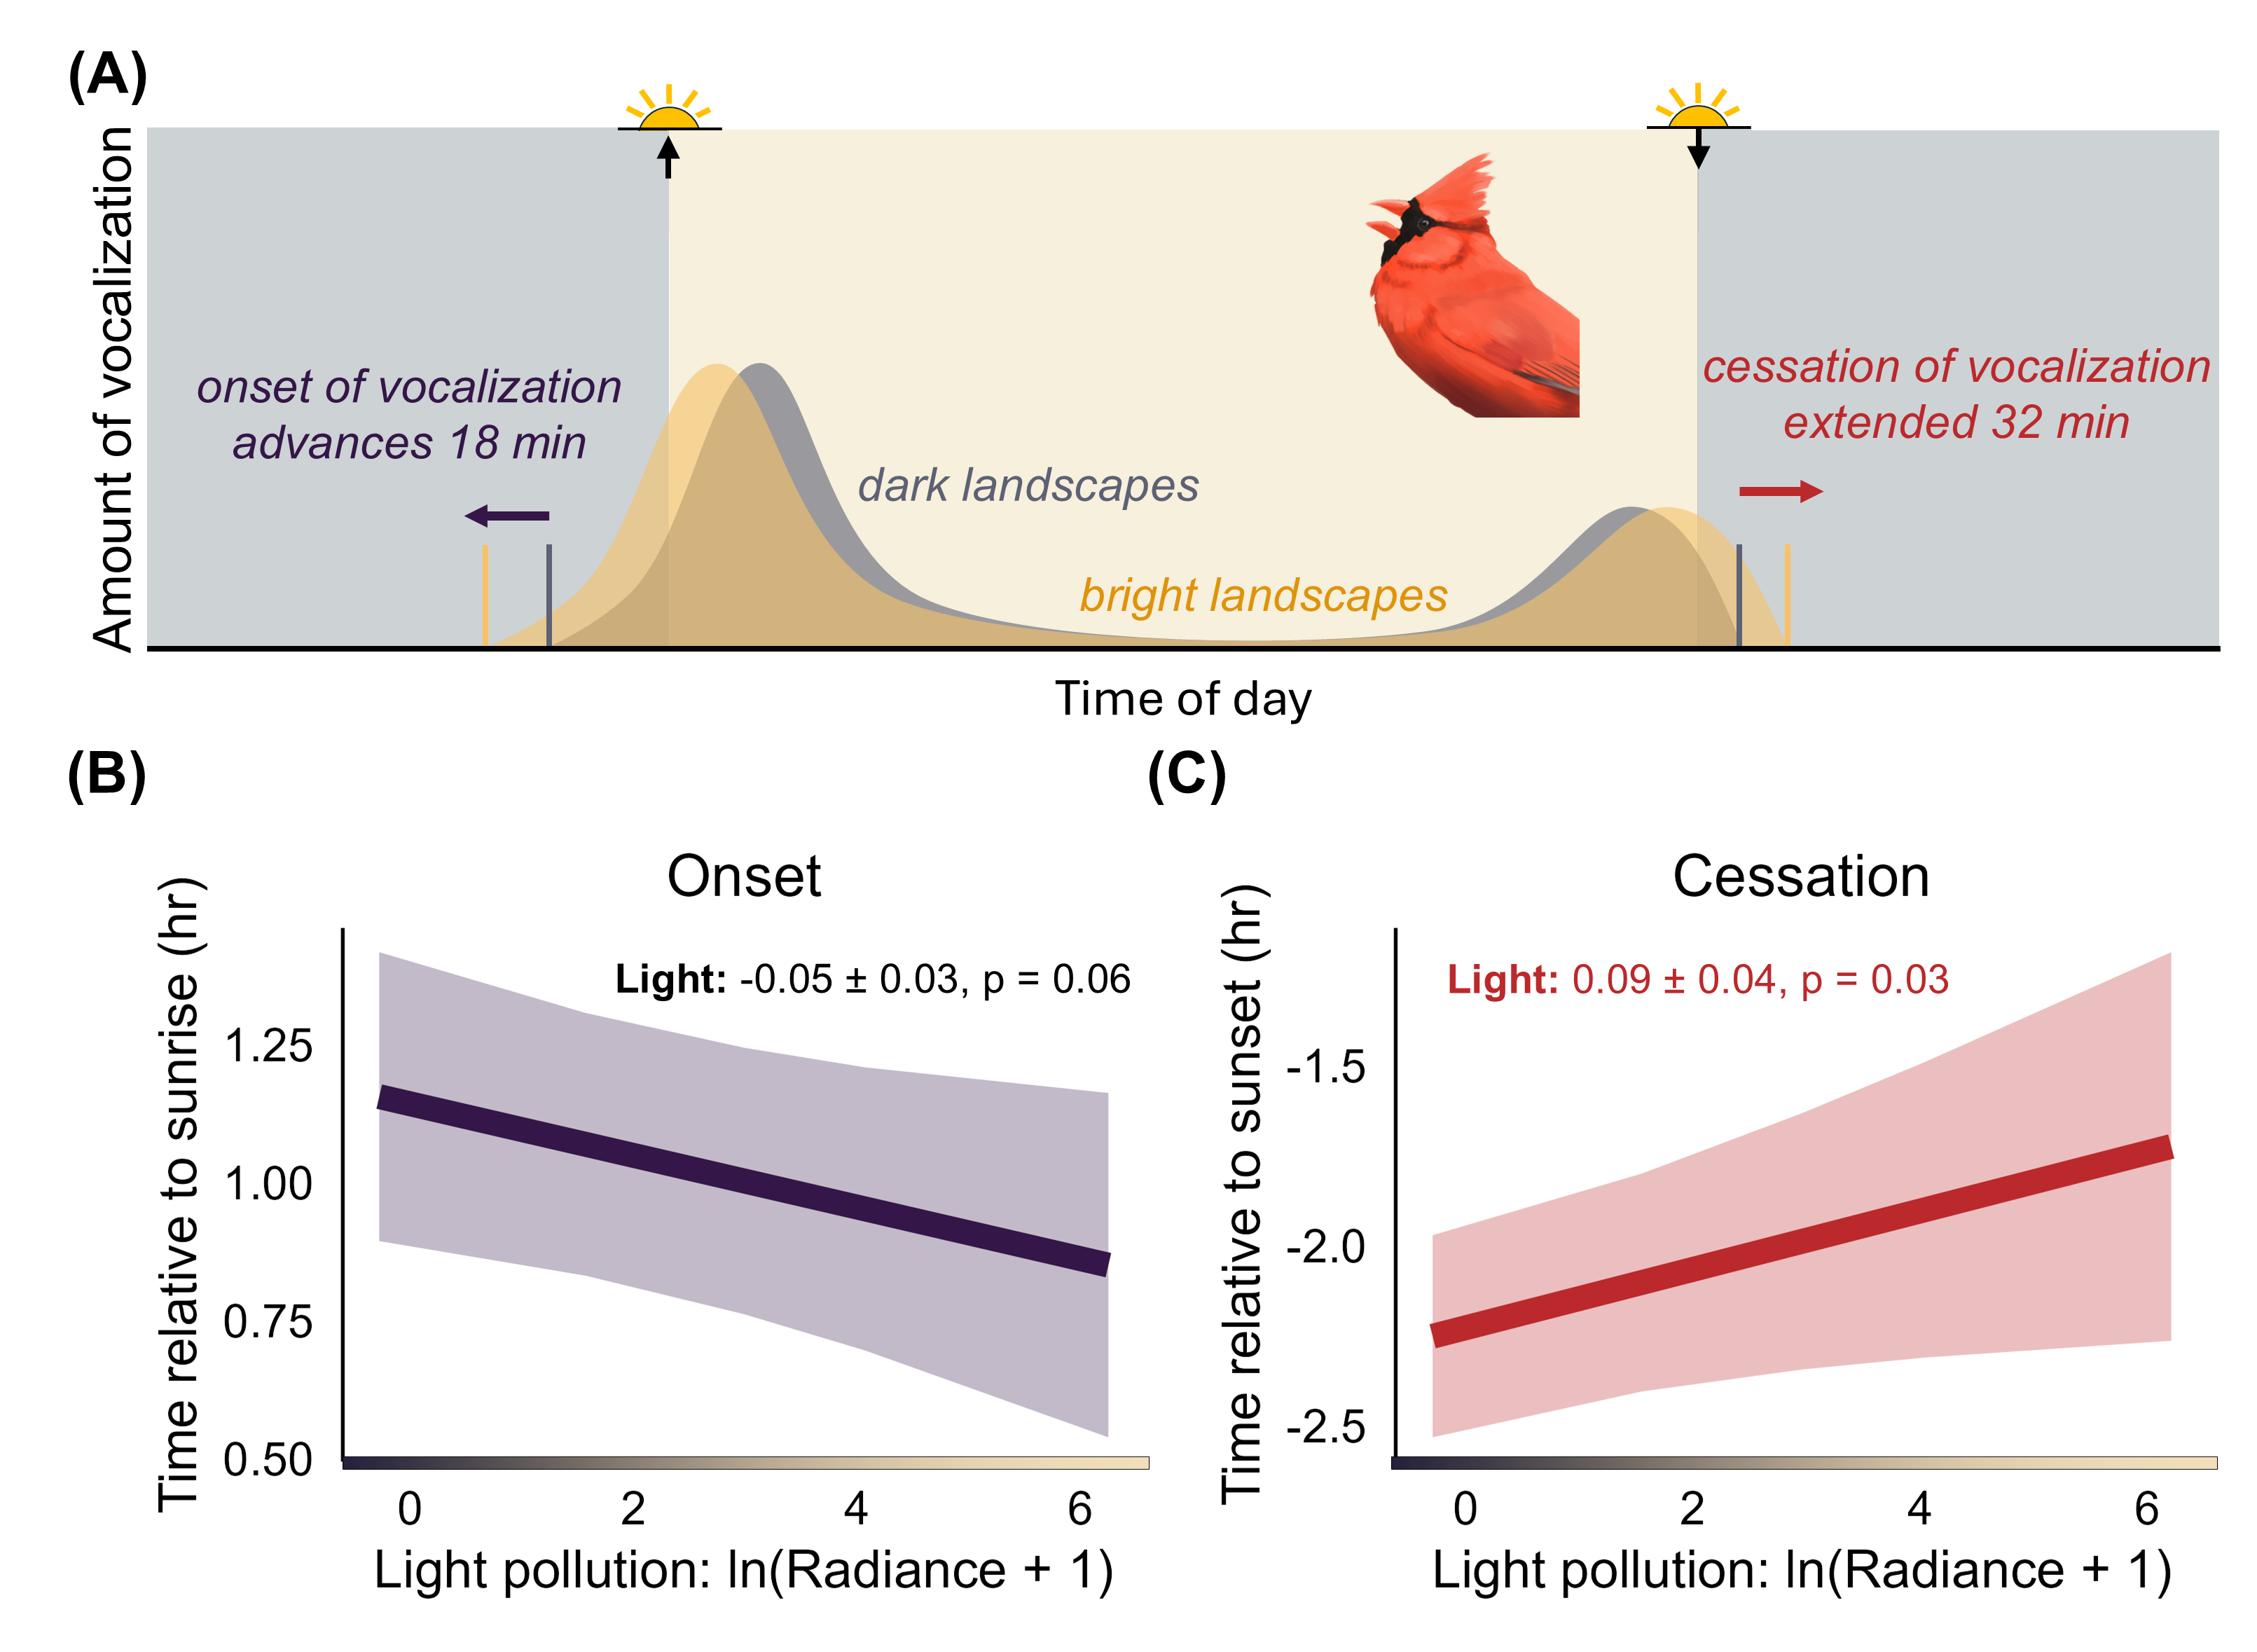 (A)
Amount of vocalization
onset of vocalization
advances 18 min
dark landscapes
bright landscapes
cessation of vocalization
extended 32 min
Time of day
(B)
Onset
Time relative to sunrise (hr)
Light: -0.05 ± 0.03, p = 0.06
1.25
1.00
0.75
0.50
0 2 4 6
Light pollution: ln(Radiance + 1)
(C)
Cessation
Time relative to sunset (hr)
Light: 0.09 ± 0.04, p = 0.03
-1.5
-2.0
-2.5
0 2 4 6
Light pollution: ln(Radiance + 1)